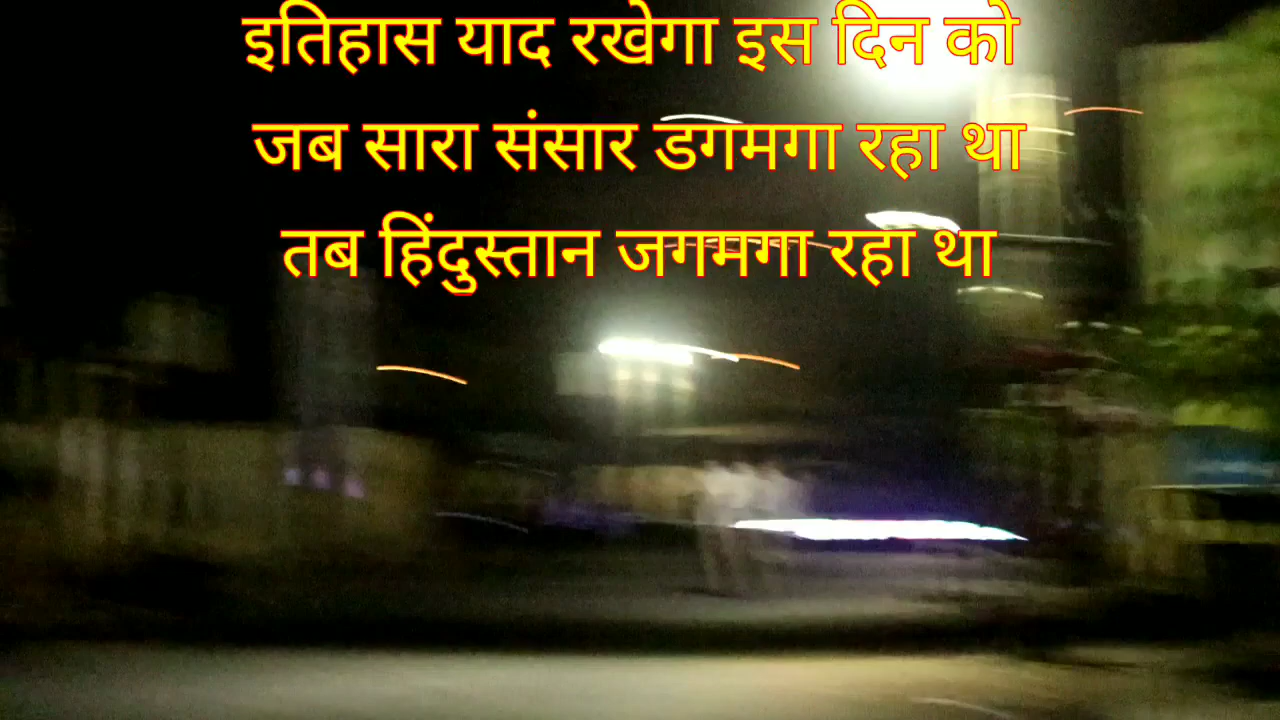 इतिहास याद रखेगा इस दिन को
जब सारा संसार डगमगा रहा था
तब हिंदुस्तान जगमगा रहा था